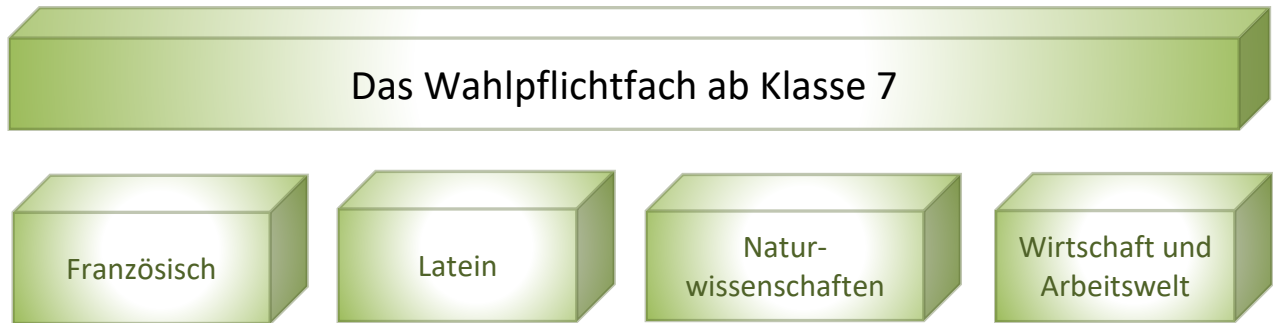 Das Wahlpflichtfach ab Klasse 7
Französisch
Latein
Natur-
wissenschaften
Wirtschaft und
Arbeitswelt